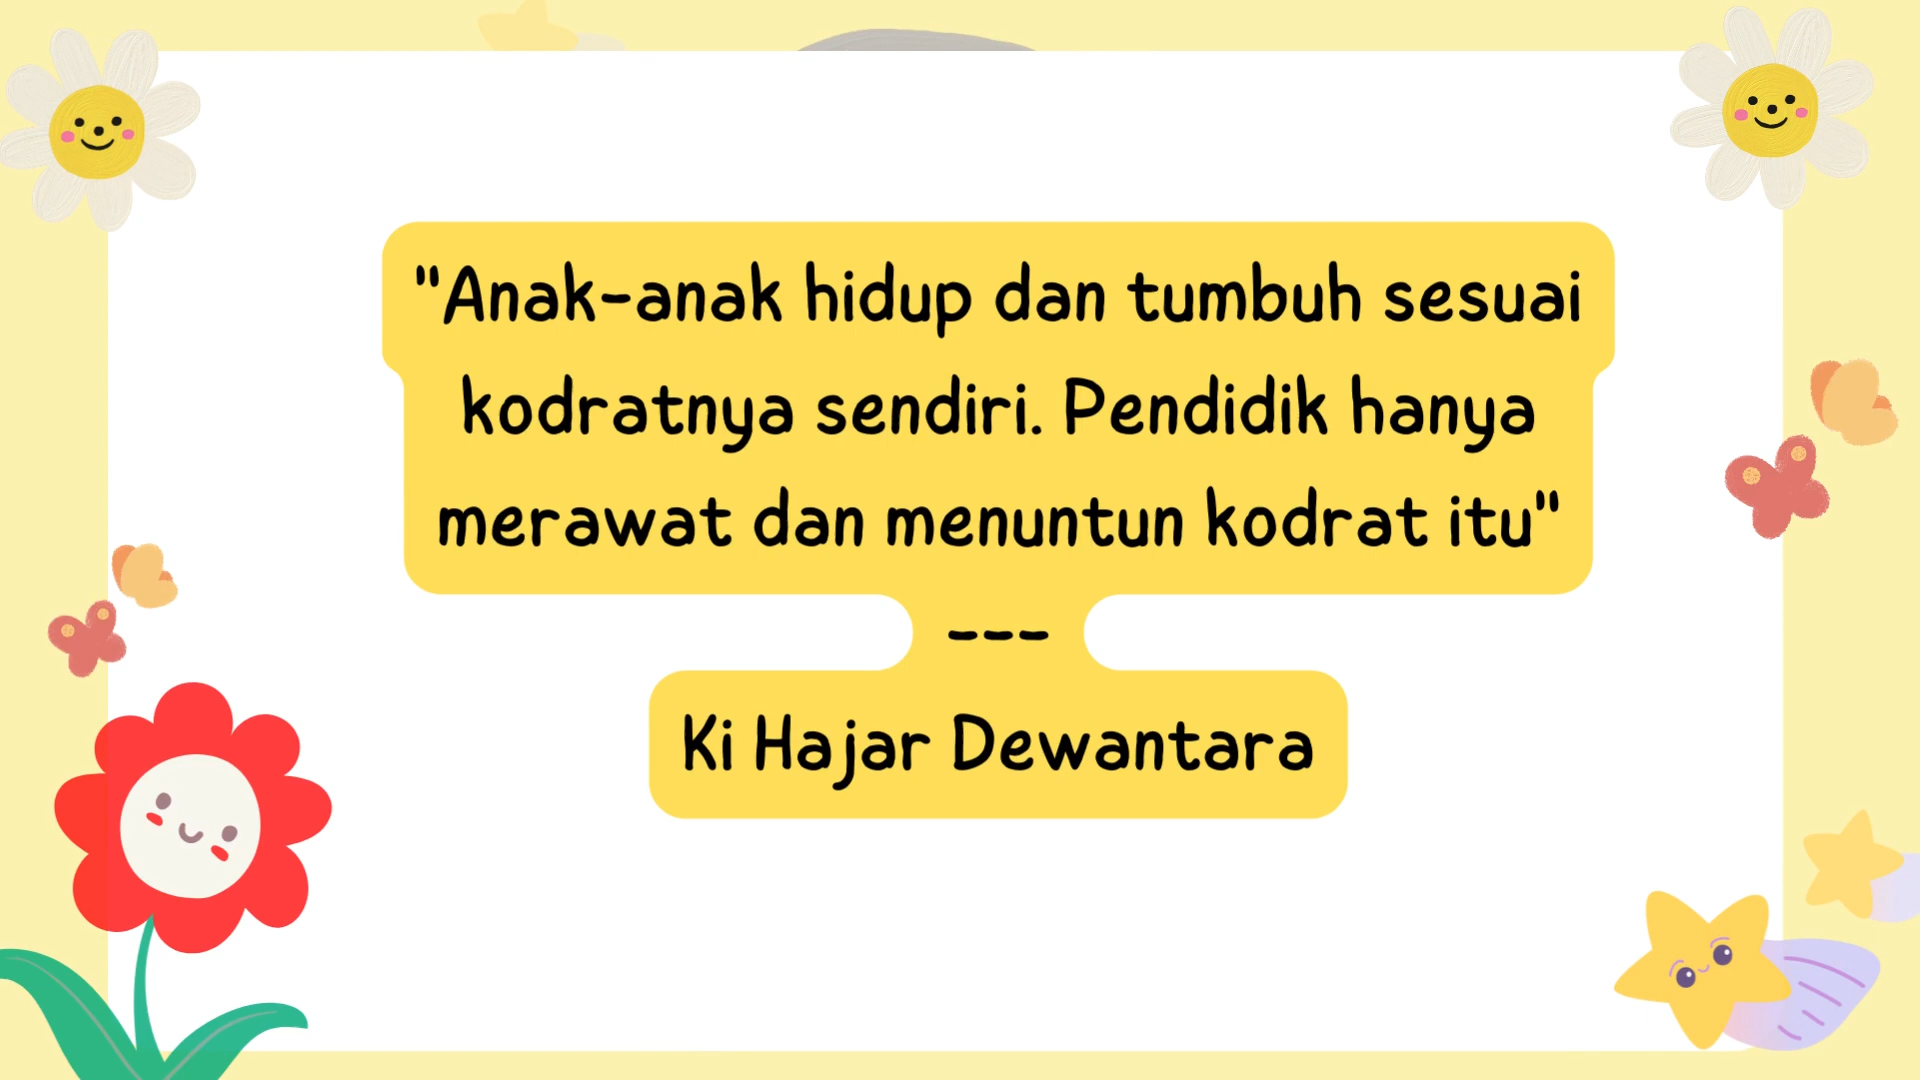 "Anak-anak hidup dan tumbuh sesuai
kodratnya sendiri. Pendidik hanya
merawat dan menuntun kodrat itu"
---
Ki Hajar Dewantara